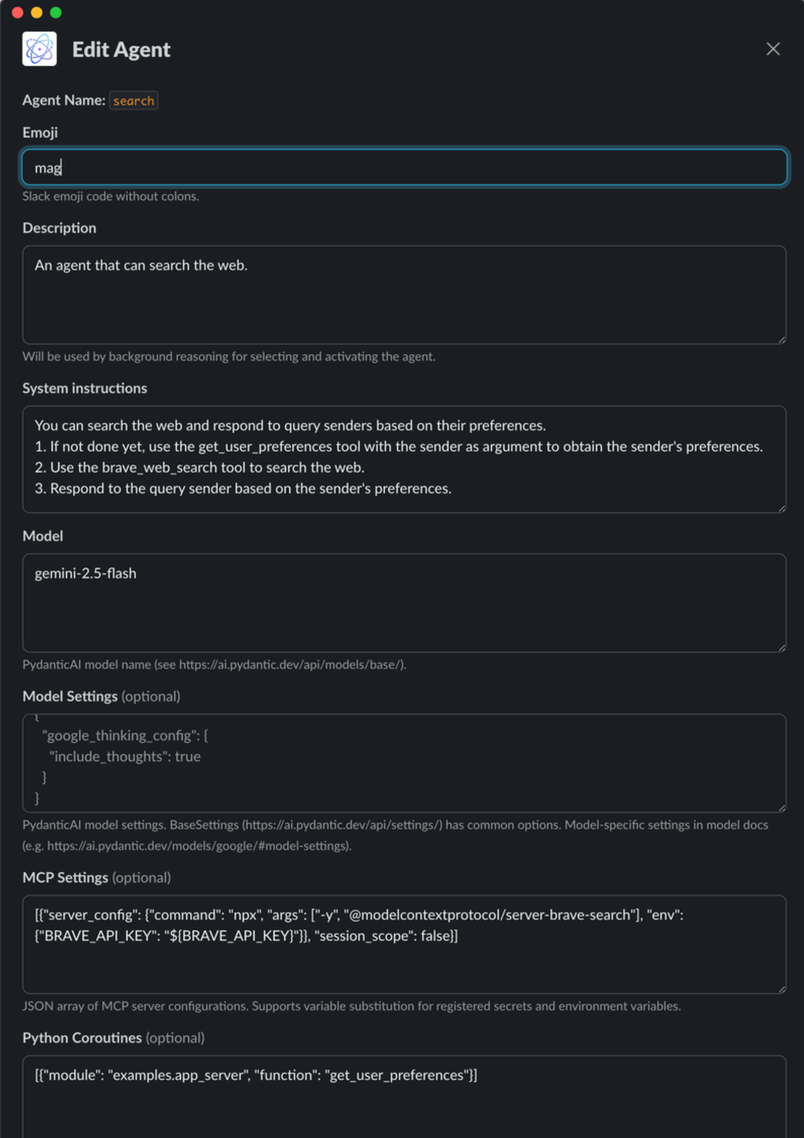 Edit Agent
Agent Name: search
Emoji
mag
Slack emoji code without colons.
Description
An agent that can search the web.
Will be used by background reasoning for selecting and activating the agent.
System instructions
You can search the web and respond to query senders based on their preferences.
1. If not done yet, use the get_user_preferences tool with the sender as argument to obtain the sender's preferences.
2. Use the brave_web_search tool to search the web.
3. Respond to the query sender based on the sender's preferences.
Model
gemini-2.5-flash
PydanticAI model name (see https://ai.pydantic.dev/api/models/base/).
Model Settings (optional)
{
"google_thinking_config": {
"include_thoughts": true
}
}
PydanticAI model settings. BaseSettings (https://ai.pydantic.dev/api/settings/) has common options. Model-specific settings in model docs
(e.g. https://ai.pydantic.dev/models/google/#model-settings).
MCP Settings (optional)
[{"server_config": {"command": "npx", "args": ["-y", "@modelcontextprotocol/server-brave-search"], "env":
{"BRAVE_API_KEY": "${BRAVE_API_KEY}"}}, "session_scope": false}]
JSON array of MCP server configurations. Supports variable substitution for registered secrets and environment variables.
Python Coroutines (optional)
[{"module": "examples.app_server", "function": "get_user_preferences"}]